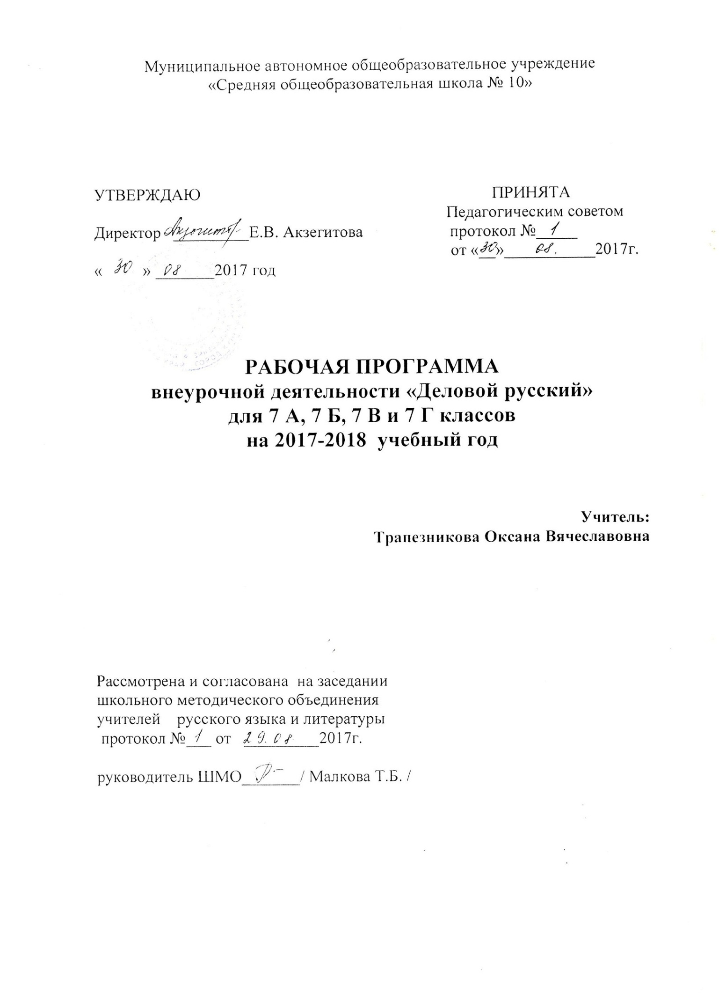 Муниципальное автономное общеобразовательное учреждение
«Средняя общеобразовательная школа № 10»
УТВЕРЖДАЮ
Директор ________ Е.В. Акзегитова
« 30 » 08 2017 год
ПРИНЯТА
Педагогическим советом
протокол № 1
от «30» 08. 2017г.
РАБОЧАЯ ПРОГРАММА
внеурочной деятельности «Деловой русский»
для 7 А, 7 Б, 7 В и 7 Г классов
на 2017-2018 учебный год
Учитель:
Трапезникова Оксана Вячеславовна
Рассмотрена и согласована на заседании
школьного методического объединения
учителей русского языка и литературы
протокол № 1 от 29.08 2017г.
руководитель ШМО_______/ Малкова Т.Б. /